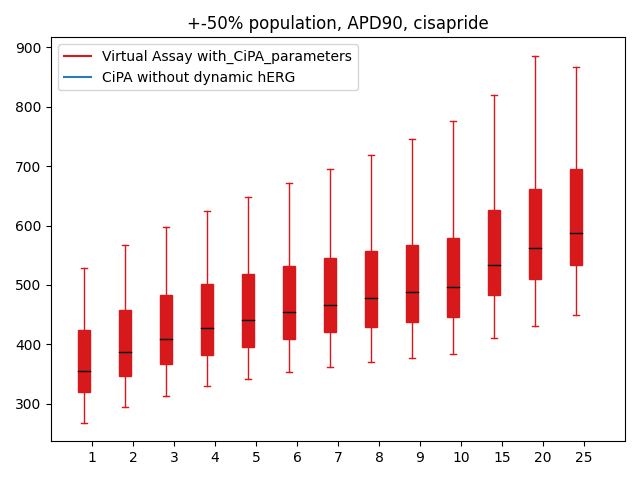 +-50% population, APD90, cisapride
Virtual Assay with_CiPA_parameters
CiPA without dynamic hERG
900
800
700
600
500
400
300
1 2 3 4 5 6 7 8 9 10 15 20 25